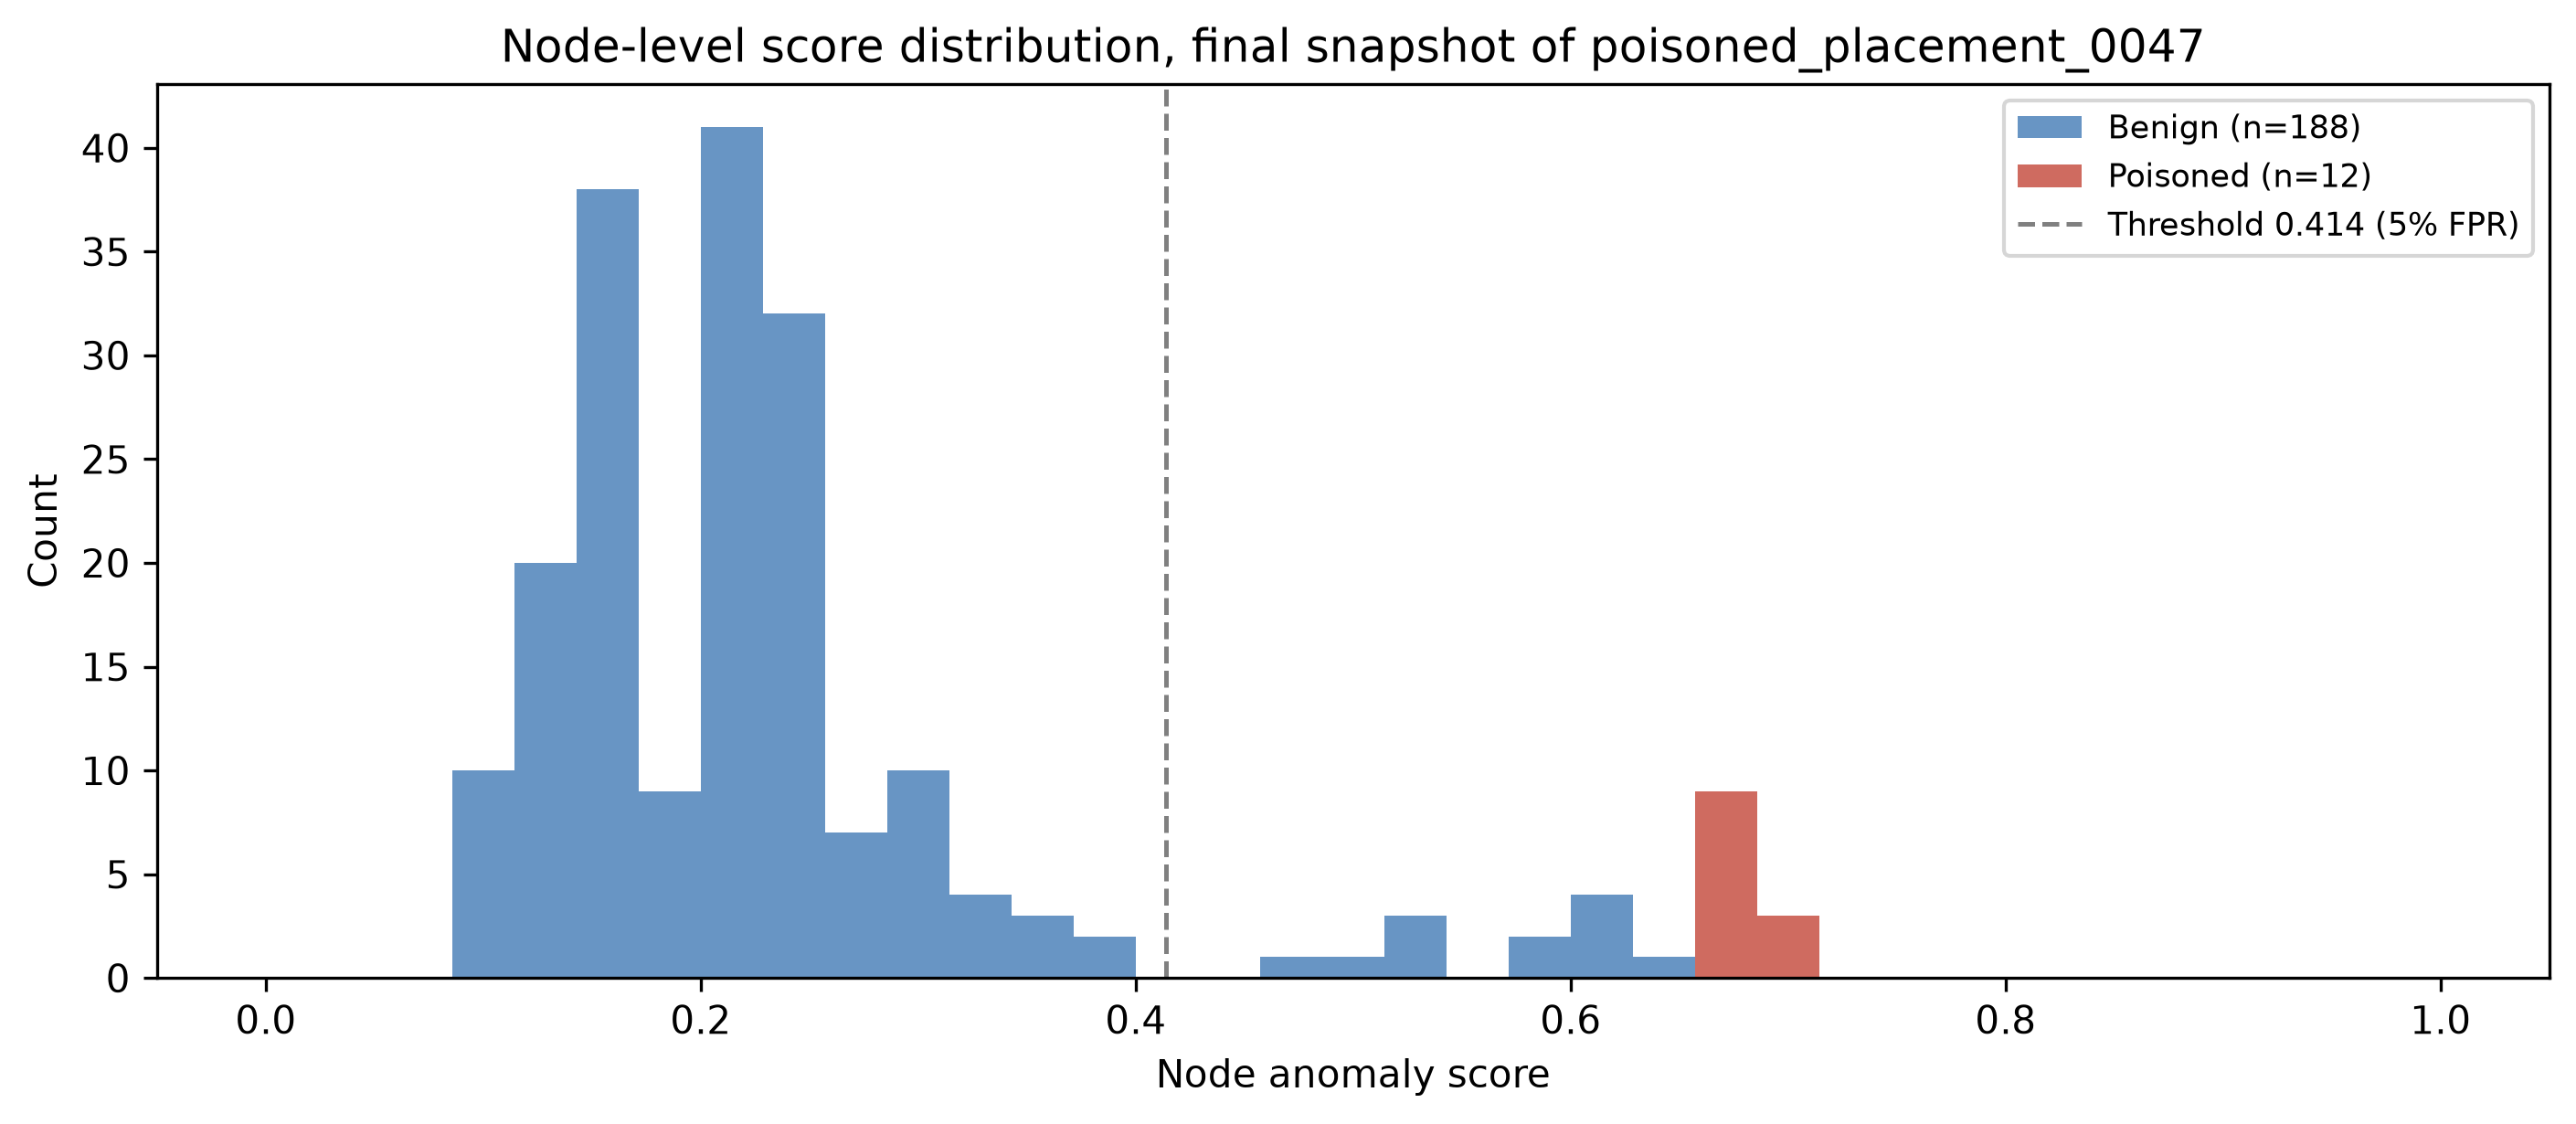 Node-level score distribution, final snapshot of poisoned_placement_0047
Benign (n=188)
Poisoned (n=12)
Threshold 0.414 (5% FPR)
Count
40
35
30
25
20
15
10
5
0
0.0 0.2 0.4 0.6 0.8 1.0
Node anomaly score